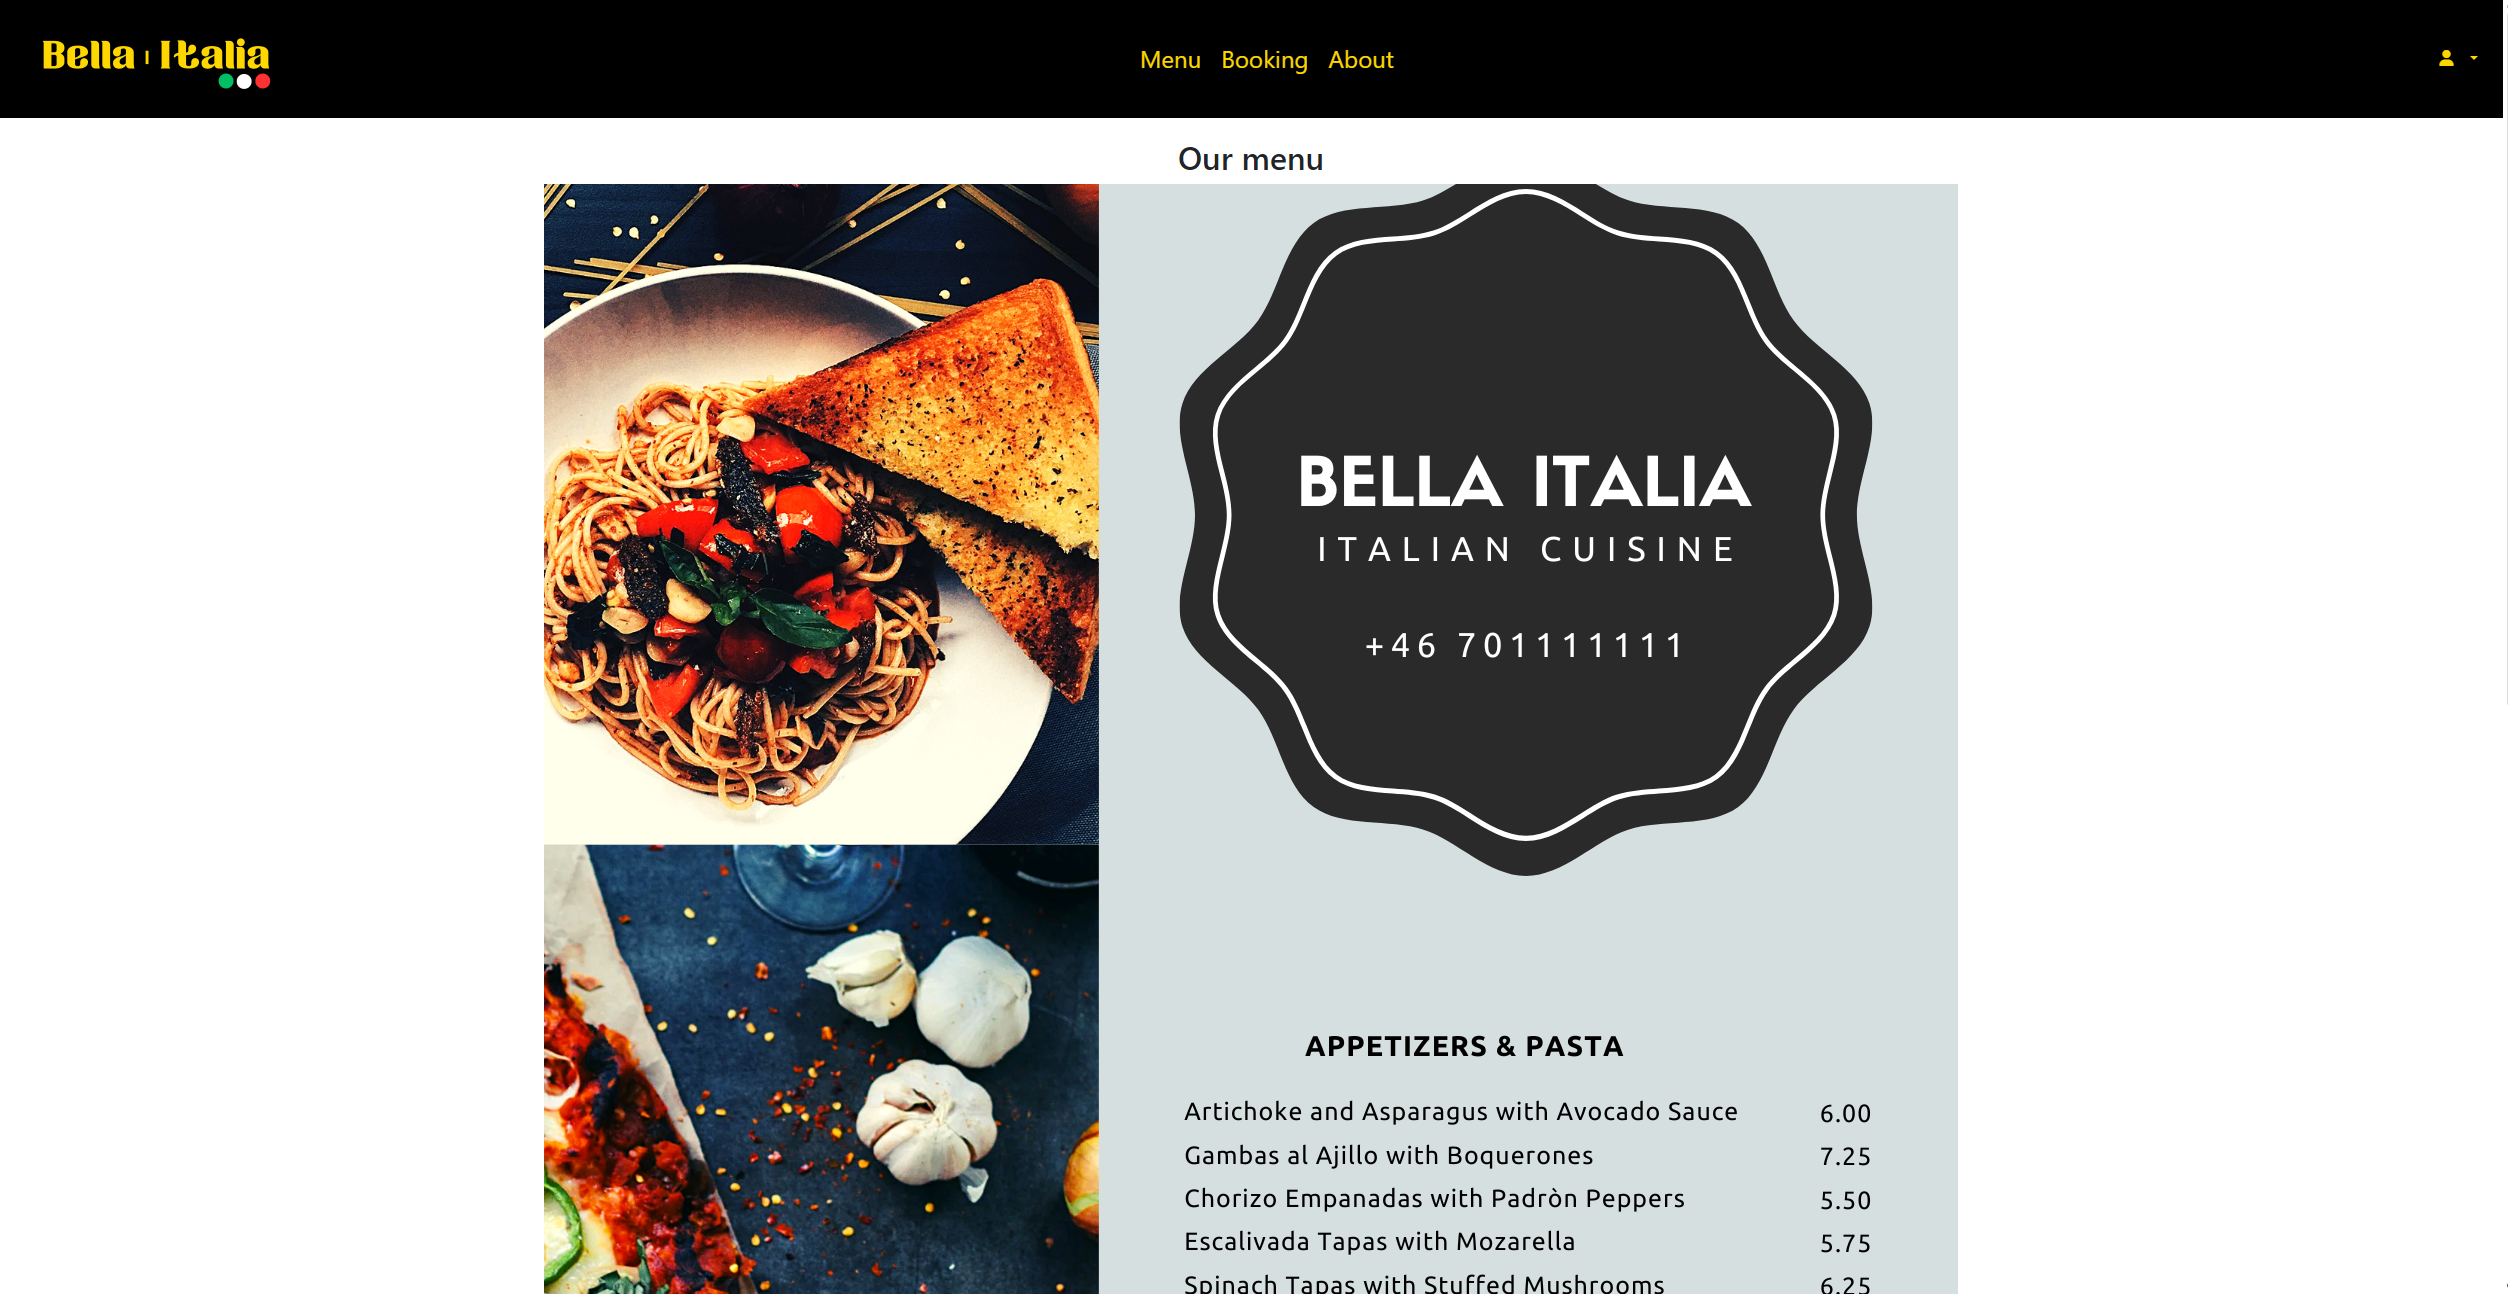 Bella Italia
Menu Booking About
Our menu
BELLA ITALIA
ITALIAN CUISINE
+46 701111111
APPETIZERS & PASTA
Artichoke and Asparagus with Avocado Sauce 6.00
Gambas al Ajillo with Boquerones 7.25
Chorizo Empanadas with Padròn Peppers 5.50
Escalivada Tapas with Mozarella 5.75
Spinach Tapas with Stuffed Mushrooms 6.25